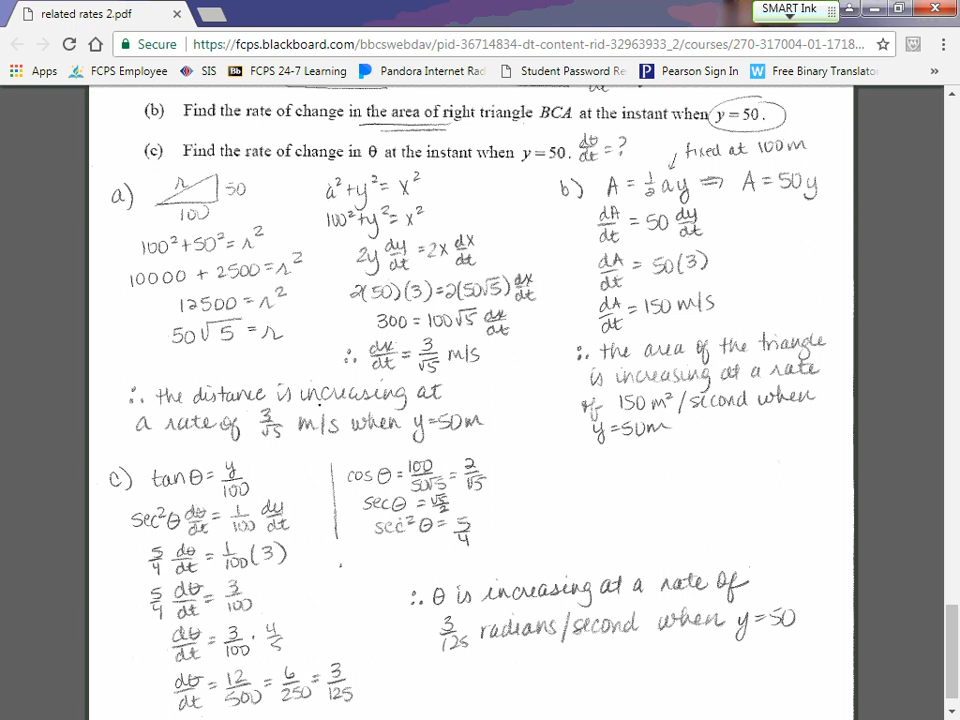 related rates 2.pdf
SMART Ink
Secure https://fcps.blackboard.com/bbcswebdav/pid-36714834-dt-content-rid-32963933_2/courses/270-317004-01-1718...
Apps FCPS Employee SIS Bb FCPS 24-7 Learning Pandora Internet Rad Student Password Re Pearson Sign In Free Binary Translator »
(b) Find the rate of change in the area of right triangle BCA at the instant when y = 50.
(c) Find the rate of change in θ at the instant when y = 50. dθ/dt = ?
fixed at 100m
a)
r 50
100
100² + 50² = r²
10000 + 2500 = r²
12500 = r²
50√5 = r
a² + y² = x²
100² + y² = x²
2y dy/dt = 2x dx/dt
2(50)(3) = 2(50√5) dx/dt
300 = 100√5 dx/dt
∴ dx/dt = 3/√5 m/s
∴ the distance is increasing at
a rate of 3/√5 m/s when y=50m
b) A = 1/2 ay ⇒ A = 50y
dA/dt = 50 dy/dt
dA/dt = 50(3)
dA/dt = 150 m/s
∴ the area of the triangle
is increasing at a rate
of 150 m²/second when
y = 50m
c) tanθ = y/100
sec²θ dθ/dt = 1/100 dy/dt
5/4 dθ/dt = 1/100 (3)
5/4 dθ/dt = 3/100
dθ/dt = 3/100 · 4/5
dθ/dt = 12/500 = 6/250 = 3/125
cosθ = 100/50√5 = 2/√5
secθ = √5/2
sec²θ = 5/4
∴ θ is increasing at a rate of
3/125 radians/second when y=50